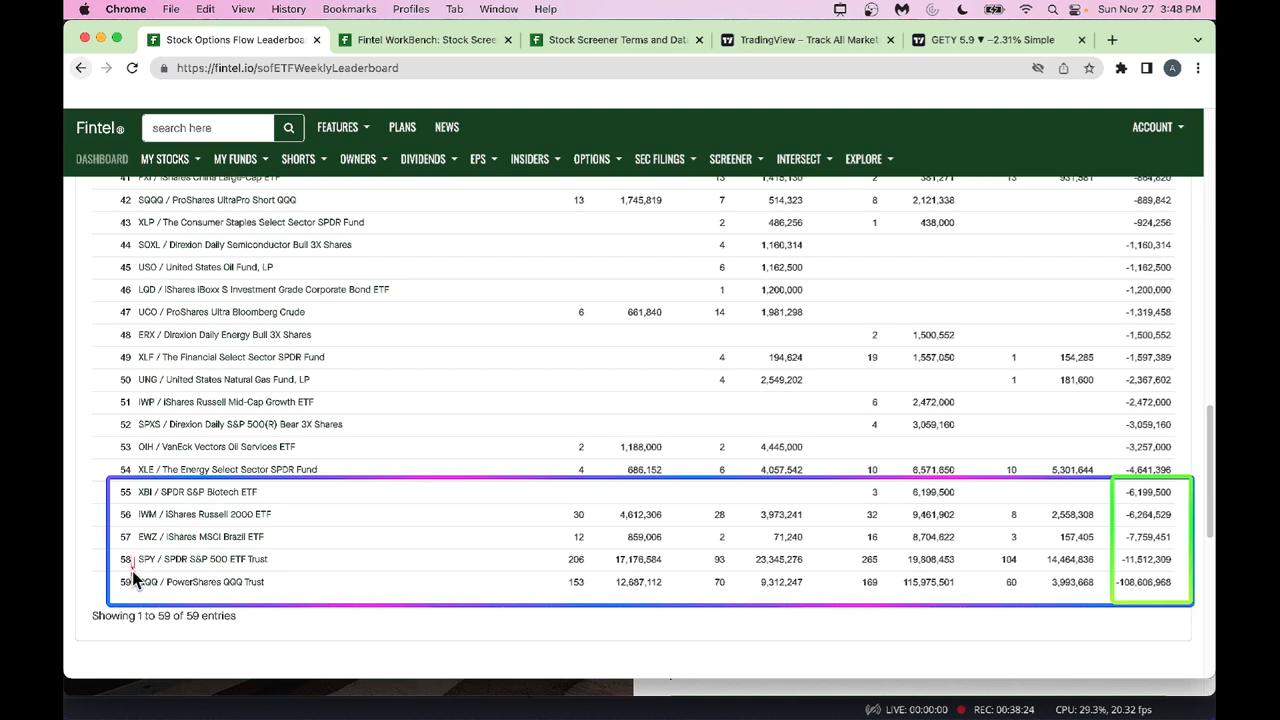 Chrome File Edit View History Bookmarks Profiles Tab Window Help Sun Nov 27 3:48 PM
Stock Options Flow Leaderboa Fintel WorkBench: Stock Scree Stock Screener Terms and Dat TradingView – Track All Market GETY 5.9 ▼ −2.31% Simple
https://fintel.io/sofETFWeeklyLeaderboard
Fintel® search here FEATURES PLANS NEWS ACCOUNT
DASHBOARD MY STOCKS MY FUNDS SHORTS OWNERS DIVIDENDS EPS INSIDERS OPTIONS SEC FILINGS SCREENER INTERSECT EXPLORE
41 FXI / iShares China Large-Cap ETF 13 1,415,130 2 381,271 13 931,581 -864,820
42 SQQQ / ProShares UltraPro Short QQQ 13 1,745,819 7 514,323 8 2,121,338 -889,842
43 XLP / The Consumer Staples Select Sector SPDR Fund 2 486,256 1 438,000 -924,256
44 SOXL / Direxion Daily Semiconductor Bull 3X Shares 4 1,160,314 -1,160,314
45 USO / United States Oil Fund, LP 6 1,162,500 -1,162,500
46 LQD / iShares iBoxx $ Investment Grade Corporate Bond ETF 1 1,200,000 -1,200,000
47 UCO / ProShares Ultra Bloomberg Crude 6 661,840 14 1,981,298 -1,319,458
48 ERX / Direxion Daily Energy Bull 3X Shares 2 1,500,552 -1,500,552
49 XLF / The Financial Select Sector SPDR Fund 4 194,624 19 1,557,050 1 154,285 -1,597,389
50 UNG / United States Natural Gas Fund, LP 4 2,549,202 1 181,600 -2,367,602
51 IWP / iShares Russell Mid-Cap Growth ETF 6 2,472,000 -2,472,000
52 SPXS / Direxion Daily S&P 500(R) Bear 3X Shares 4 3,059,160 -3,059,160
53 OIH / VanEck Vectors Oil Services ETF 2 1,188,000 2 4,445,000 -3,257,000
54 XLE / The Energy Select Sector SPDR Fund 4 686,152 6 4,057,542 10 6,571,650 10 5,301,644 -4,641,396
55 XBI / SPDR S&P Biotech ETF 3 6,199,500 -6,199,500
56 IWM / iShares Russell 2000 ETF 30 4,612,306 28 3,973,241 32 9,461,902 8 2,558,308 -6,264,529
57 EWZ / iShares MSCI Brazil ETF 12 859,006 2 71,240 16 8,704,622 3 157,405 -7,759,451
58 SPY / SPDR S&P 500 ETF Trust 206 17,176,584 93 23,345,276 265 19,808,453 104 14,464,836 -11,512,309
59 QQQ / PowerShares QQQ Trust 153 12,687,112 70 9,312,247 169 115,975,501 60 3,993,668 -108,606,968
Showing 1 to 59 of 59 entries
LIVE: 00:00:00 REC: 00:38:24 CPU: 29.3%, 20.32 fps